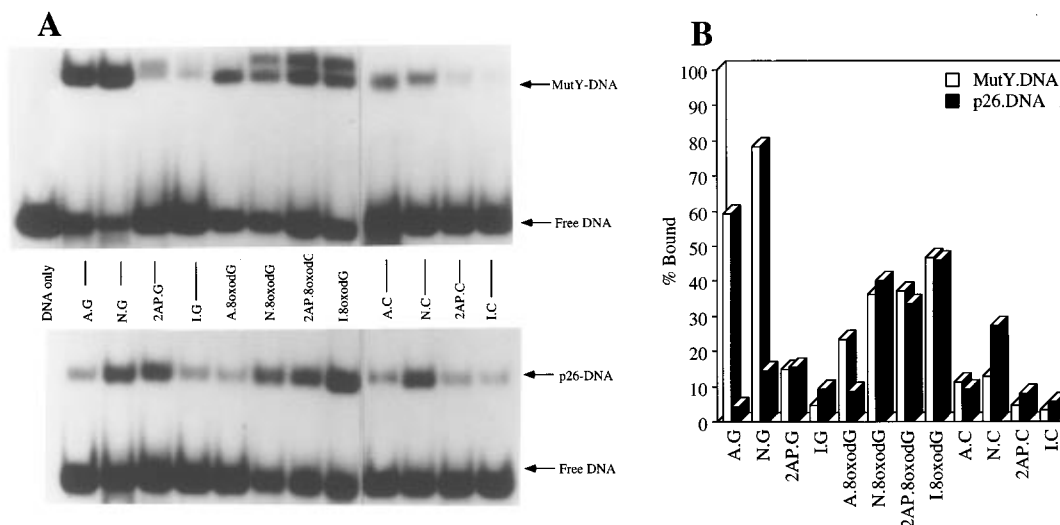 A
MutY-DNA
Free DNA
DNA only
A.G
N.G
2AP.G
I.G
A.8oxodG
N.8oxodG
2AP.8oxodG
I.8oxodG
A.C
N.C
2AP.C
I.C
p26-DNA
Free DNA
B
MutY.DNA
p26.DNA
% Bound
100
90
80
70
60
50
40
30
20
10
0
A.G
N.G
2AP.G
I.G
A.8oxodG
N.8oxodG
2AP.8oxodG
I.8oxodG
A.C
N.C
2AP.C
I.C